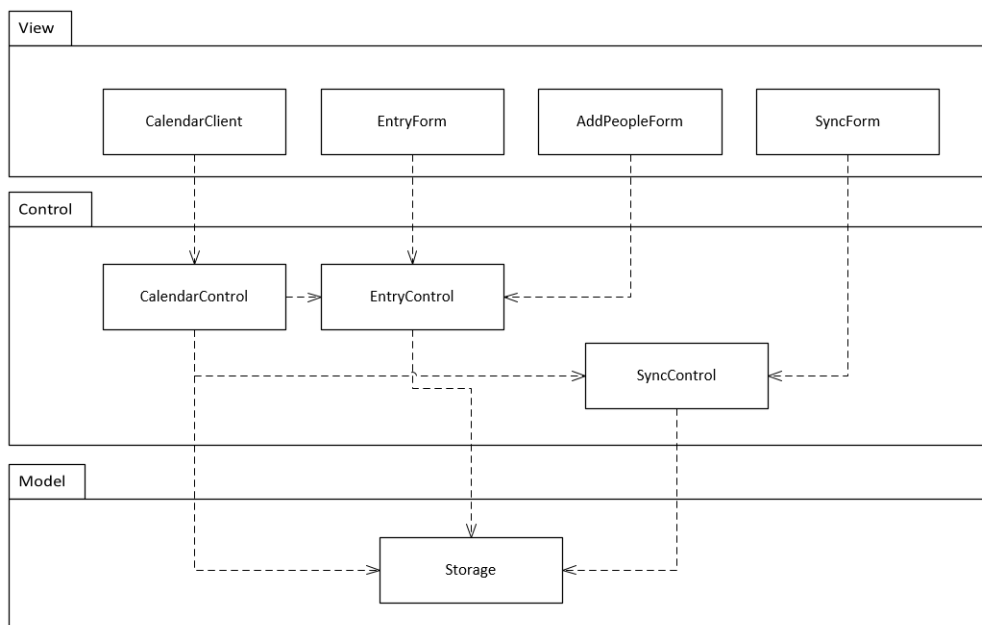 View
CalendarClient
EntryForm
AddPeopleForm
SyncForm
Control
CalendarControl
EntryControl
SyncControl
Model
Storage